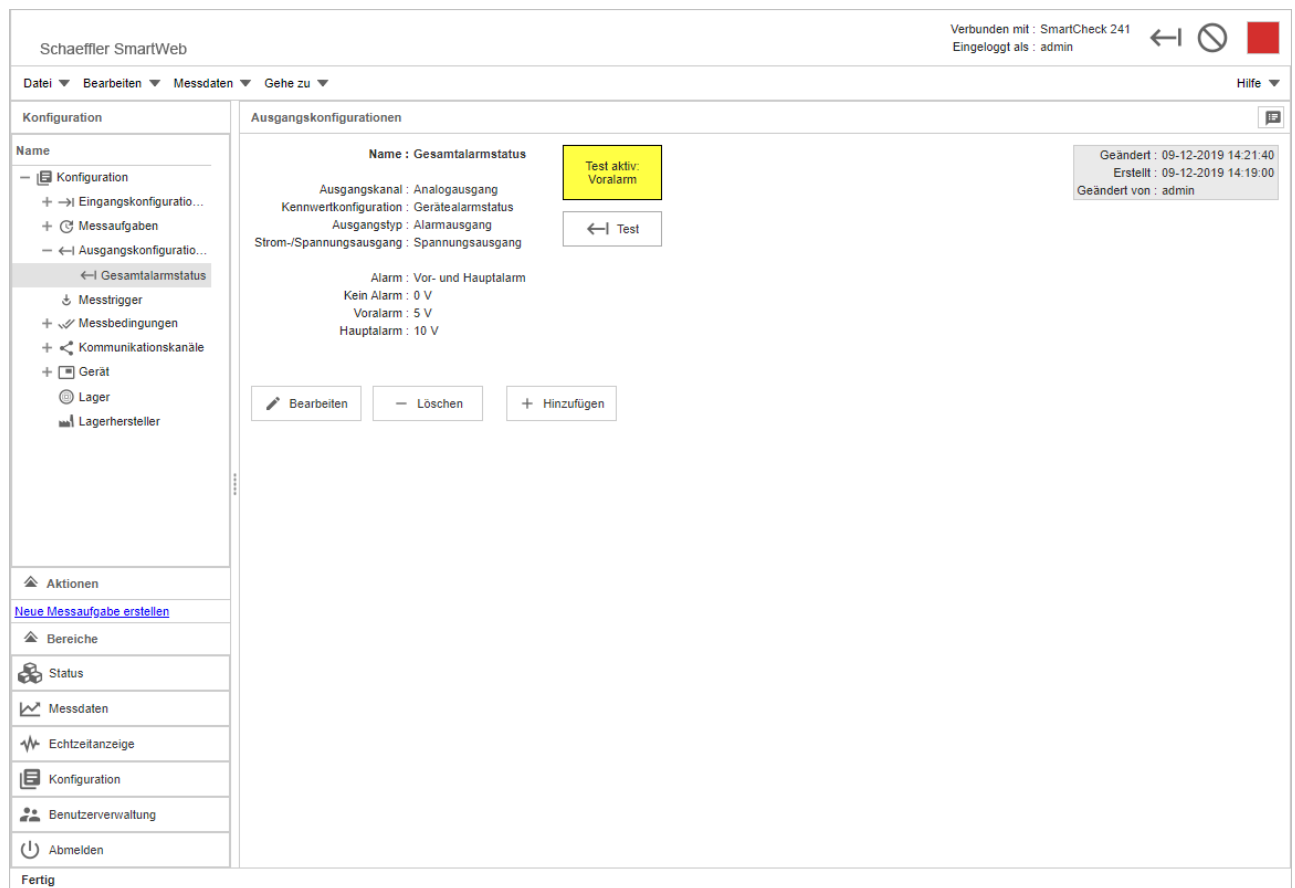 Verbunden mit : SmartCheck 241
Schaeffler SmartWeb
Eingeloggt als : admin
Datei Bearbeiten Messdaten Gehe zu Hilfe
Konfiguration
Name
Konfiguration
Eingangskonfiguratio...
Messaufgaben
Ausgangskonfiguratio...
Gesamtalarmstatus
Messtrigger
Messbedingungen
Kommunikationskanäle
Gerät
Lager
Lagerhersteller
Aktionen
Neue Messaufgabe erstellen
Bereiche
Status
Messdaten
Echtzeitanzeige
Konfiguration
Benutzerverwaltung
Abmelden
Ausgangskonfigurationen
Name : Gesamtalarmstatus
Ausgangskanal : Analogausgang
Kennwertkonfiguration : Gerätealarmstatus
Ausgangstyp : Alarmausgang
Strom-/Spannungsausgang : Spannungsausgang
Alarm : Vor- und Hauptalarm
Kein Alarm : 0 V
Voralarm : 5 V
Hauptalarm : 10 V
Test aktiv:
Voralarm
Test
Geändert : 09-12-2019 14:21:40
Erstellt : 09-12-2019 14:19:00
Geändert von : admin
Bearbeiten Löschen Hinzufügen
Fertig